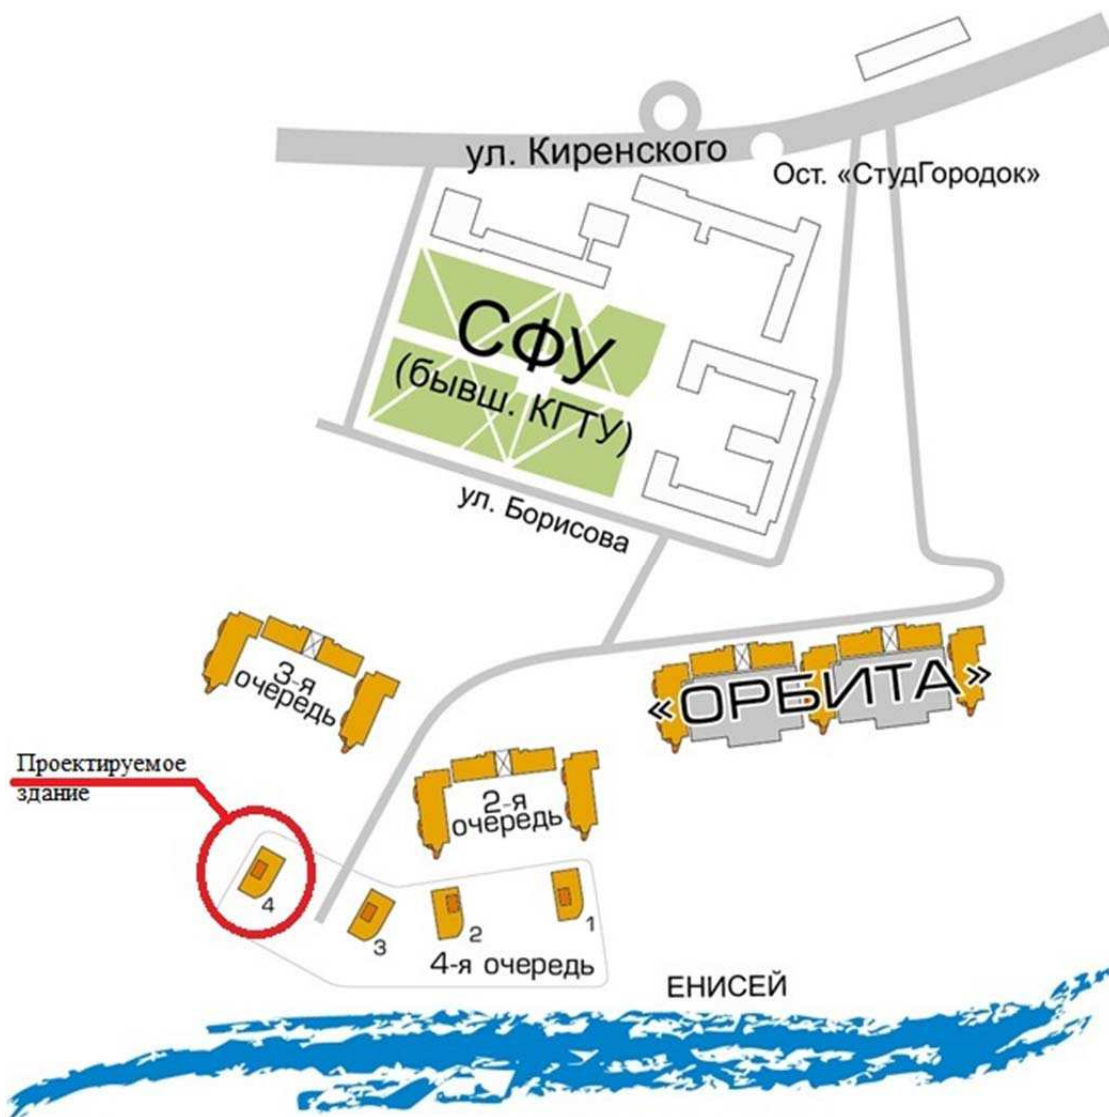 ул. Киренского
Ост. «СтудГородок»
СФУ
(бывш. КГТУ)
ул. Борисова
3-я
очередь
«ОРБИТА»
Проектируемое
здание
2-я
очередь
4
3
2
1
4-я очередь
ЕНИСЕЙ